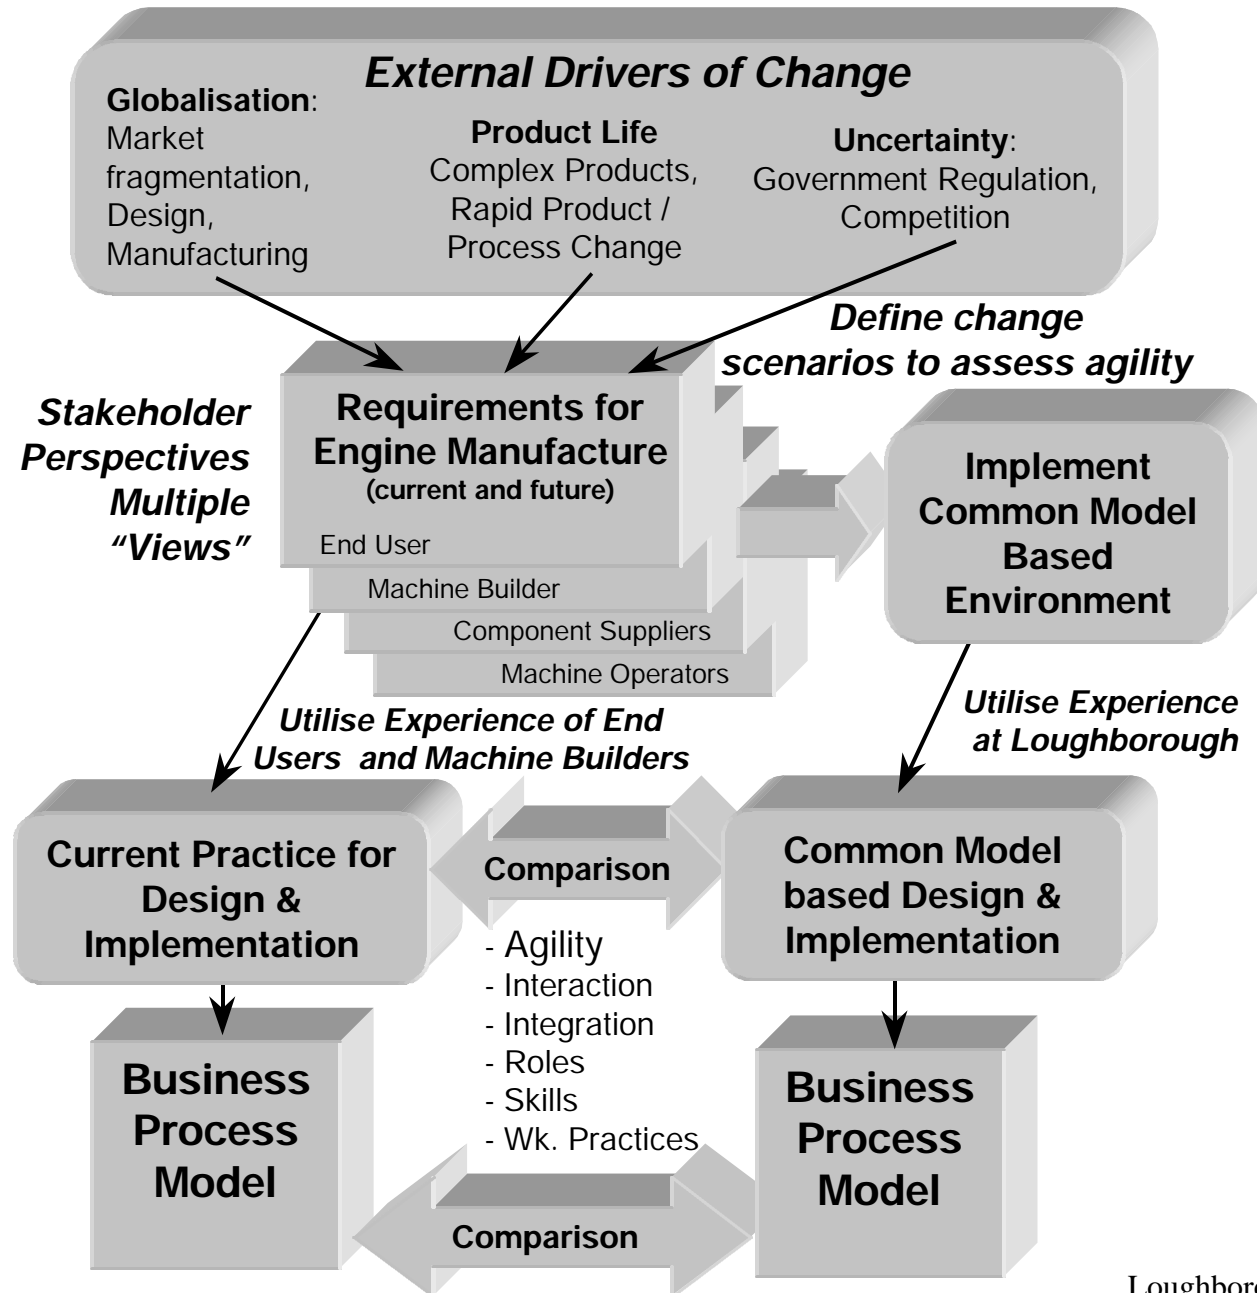 External Drivers of Change
Globalisation:
Market
fragmentation,
Design,
Manufacturing
Product Life
Complex Products,
Rapid Product /
Process Change
Uncertainty:
Government Regulation,
Competition
Define change
scenarios to assess agility
Stakeholder
Perspectives
Multiple
“Views”
Requirements for
Engine Manufacture
(current and future)
End User
Machine Builder
Component Suppliers
Machine Operators
Implement
Common Model
Based
Environment
Utilise Experience of End
Users and Machine Builders
Utilise Experience
at Loughborough
Current Practice for
Design &
Implementation
Comparison
Common Model
based Design &
Implementation
- Agility
- Interaction
- Integration
- Roles
- Skills
- Wk. Practices
Business
Process
Model
Business
Process
Model
Comparison